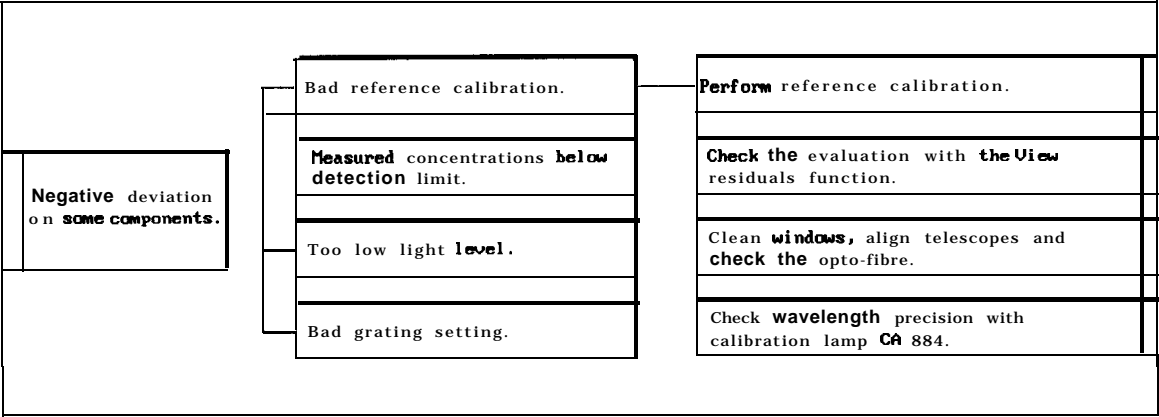 Negative deviation
on some components.
Bad reference calibration.
Measured concentrations below
detection limit.
Too low light level.
Bad grating setting.
Perform reference calibration.
Check the evaluation with the View
residuals function.
Clean windows, align telescopes and
check the opto-fibre.
Check wavelength precision with
calibration lamp CA 884.